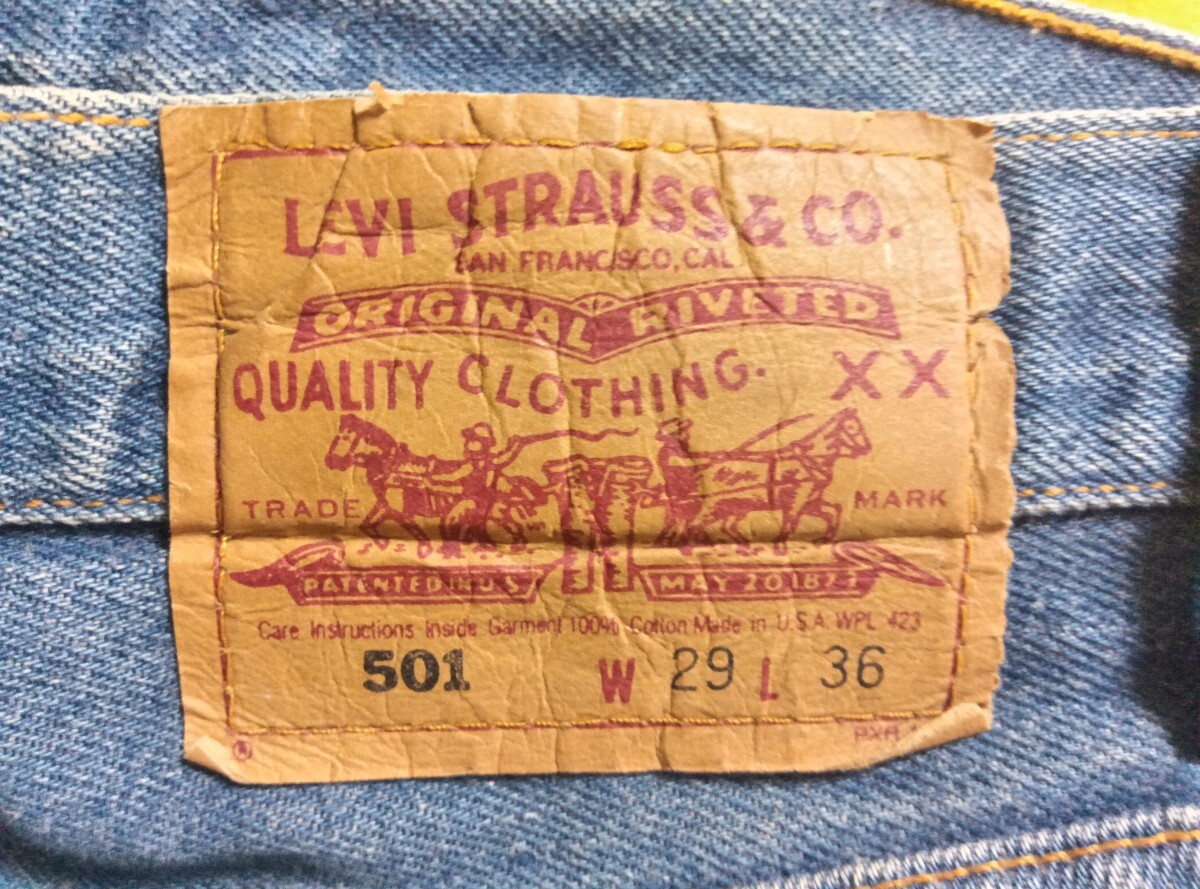 LEVI STRAUSS & CO.
SAN FRANCISCO, CAL
ORIGINAL RIVETED
QUALITY CLOTHING. XX
TRADE MARK
PATENTED IN U.S. MAY 20 1873
Care Instructions Inside Garment 100% Cotton Made in U.S.A. WPL 423
501 W 29 L 36
®